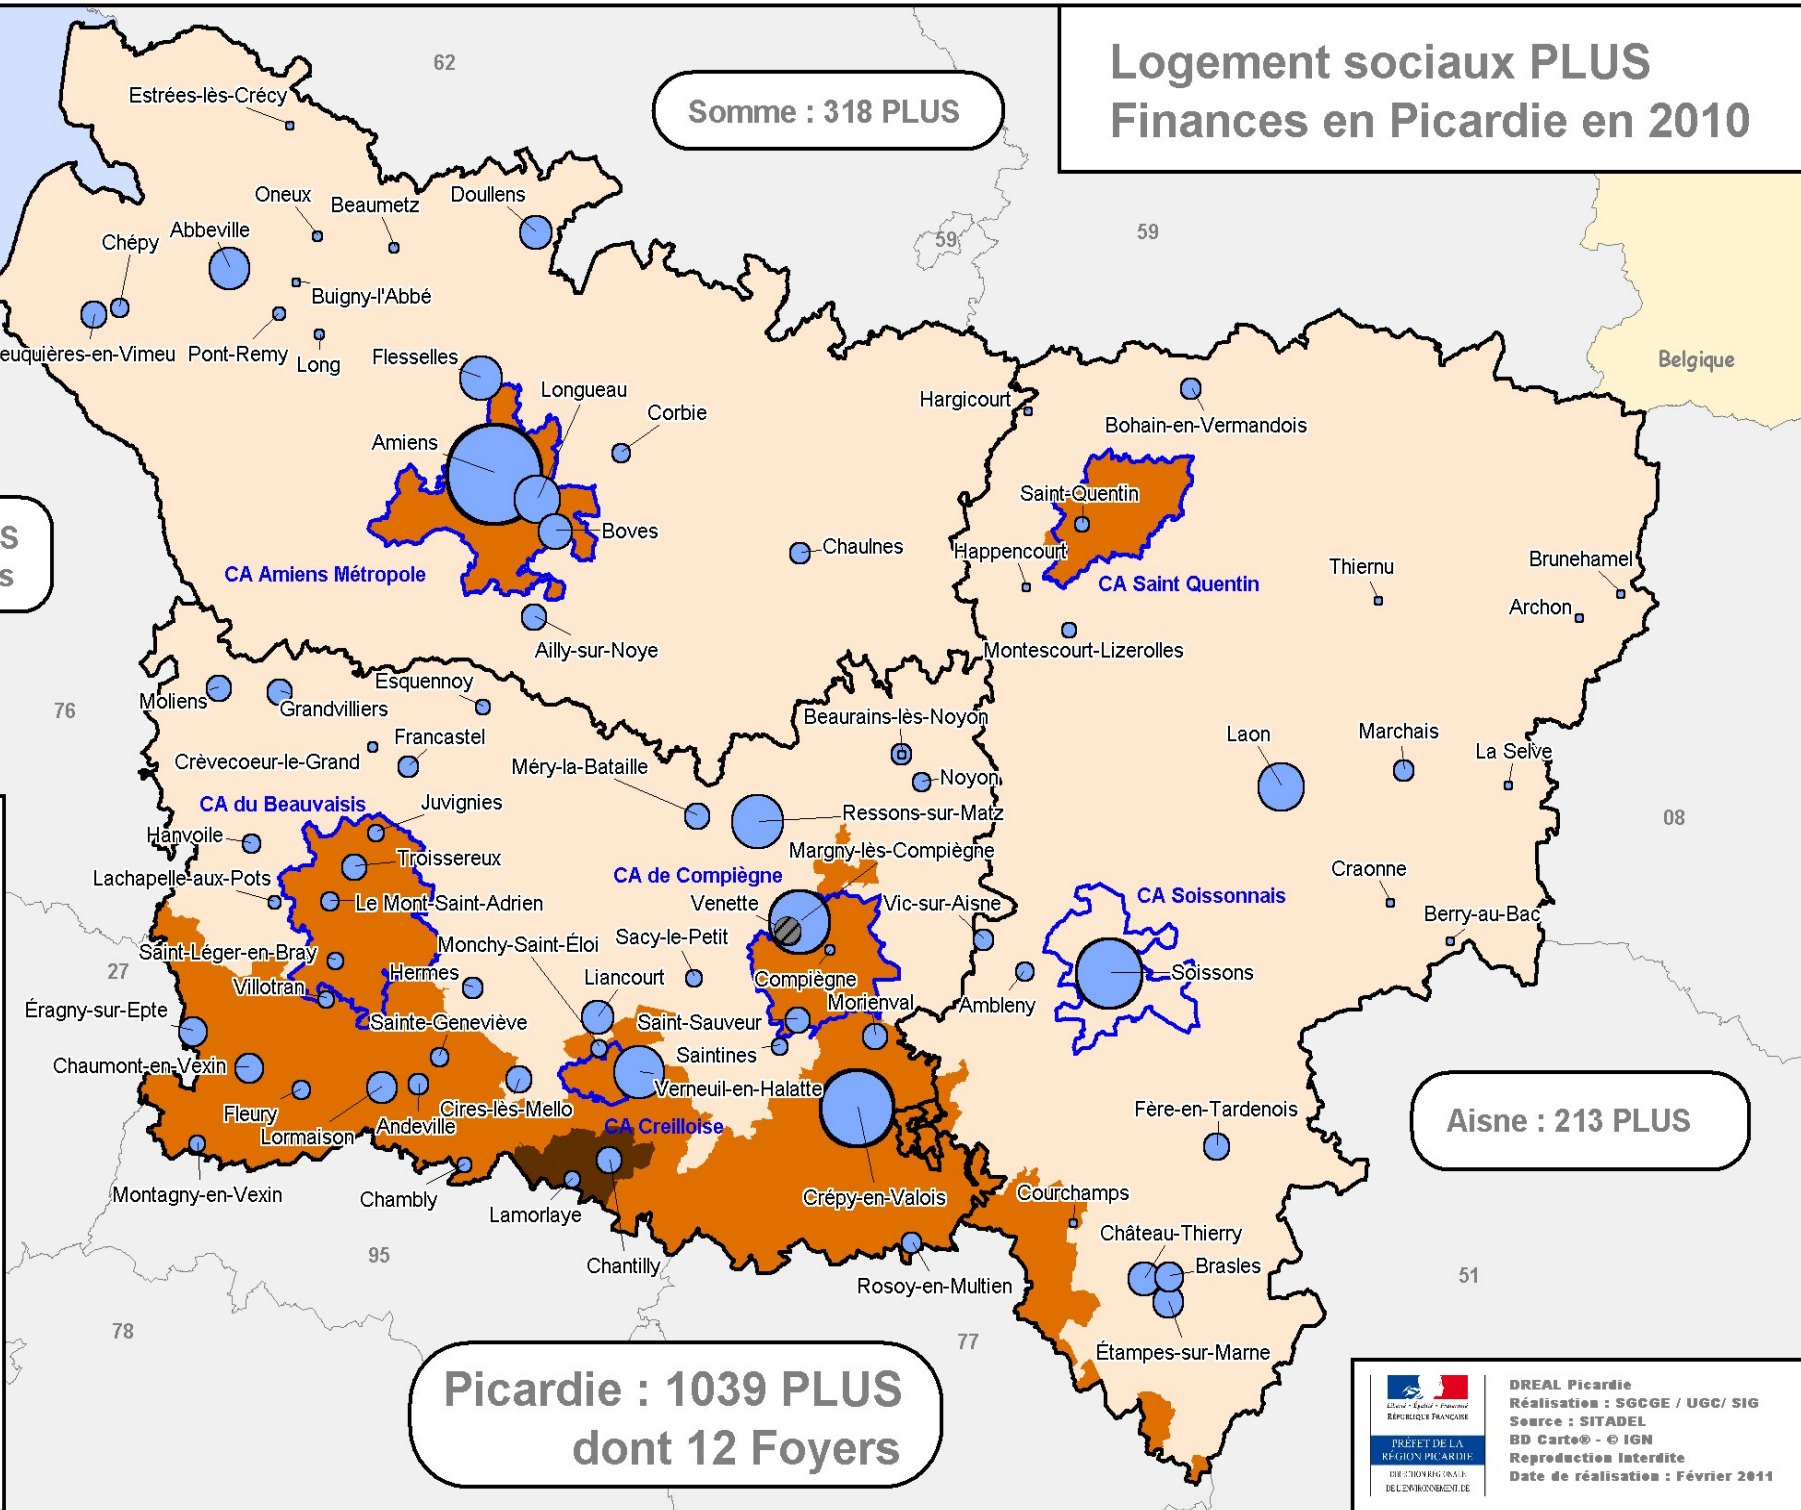 Logement sociaux PLUS
Finances en Picardie en 2010
62
Somme : 318 PLUS
59
59
Belgique
Estrées-lès-Crécy
Oneux
Beaumetz
Doullens
Chépy
Abbeville
Buigny-l'Abbé
euquières-en-Vimeu
Pont-Remy
Long
Flesselles
Longueau
Corbie
Amiens
Boves
Chaulnes
CA Amiens Métropole
Ailly-sur-Noye
Hargicourt
Bohain-en-Vermandois
Saint-Quentin
Happencourt
CA Saint Quentin
Montescourt-Lizerolles
Thiernu
Brunehamel
Archon
S
s
76
Moliens
Grandvilliers
Esquennoy
Crèvecoeur-le-Grand
Francastel
Méry-la-Bataille
Beaurains-lès-Noyon
Noyon
Ressons-sur-Matz
Laon
Marchais
La Selve
08
CA du Beauvaisis
Juvignies
Hanvoile
Troissereux
Lachapelle-aux-Pots
Le Mont-Saint-Adrien
CA de Compiègne
Margny-lès-Compiègne
Venette
Vic-sur-Aisne
CA Soissonnais
Craonne
Berry-au-Bac
27
Saint-Léger-en-Bray
Monchy-Saint-Éloi
Sacy-le-Petit
Villotran
Hermes
Liancourt
Compiègne
Morienval
Ambleny
Soissons
Éragny-sur-Epte
Sainte-Geneviève
Saint-Sauveur
Saintines
Chaumont-en-Vexin
Verneuil-en-Halatte
Fleury
Lormaison
Andeville
Cires-lès-Mello
CA Creilloise
Fère-en-Tardenois
Aisne : 213 PLUS
Montagny-en-Vexin
Chambly
Lamorlaye
Chantilly
Crépy-en-Valois
Rosoy-en-Multien
Courchamps
Château-Thierry
Brasles
Étampes-sur-Marne
95
78
77
51
Picardie : 1039 PLUS
dont 12 Foyers
Liberté • Égalité • Fraternité
RÉPUBLIQUE FRANÇAISE
PRÉFET DE LA
RÉGION PICARDIE
DIRECTION RÉGIONALE
DE L'ENVIRONNEMENT, DE
DREAL Picardie
Réalisation : SGCGE / UGC/ SIG
Source : SITADEL
BD Carto® - © IGN
Reproduction Interdite
Date de réalisation : Février 2011